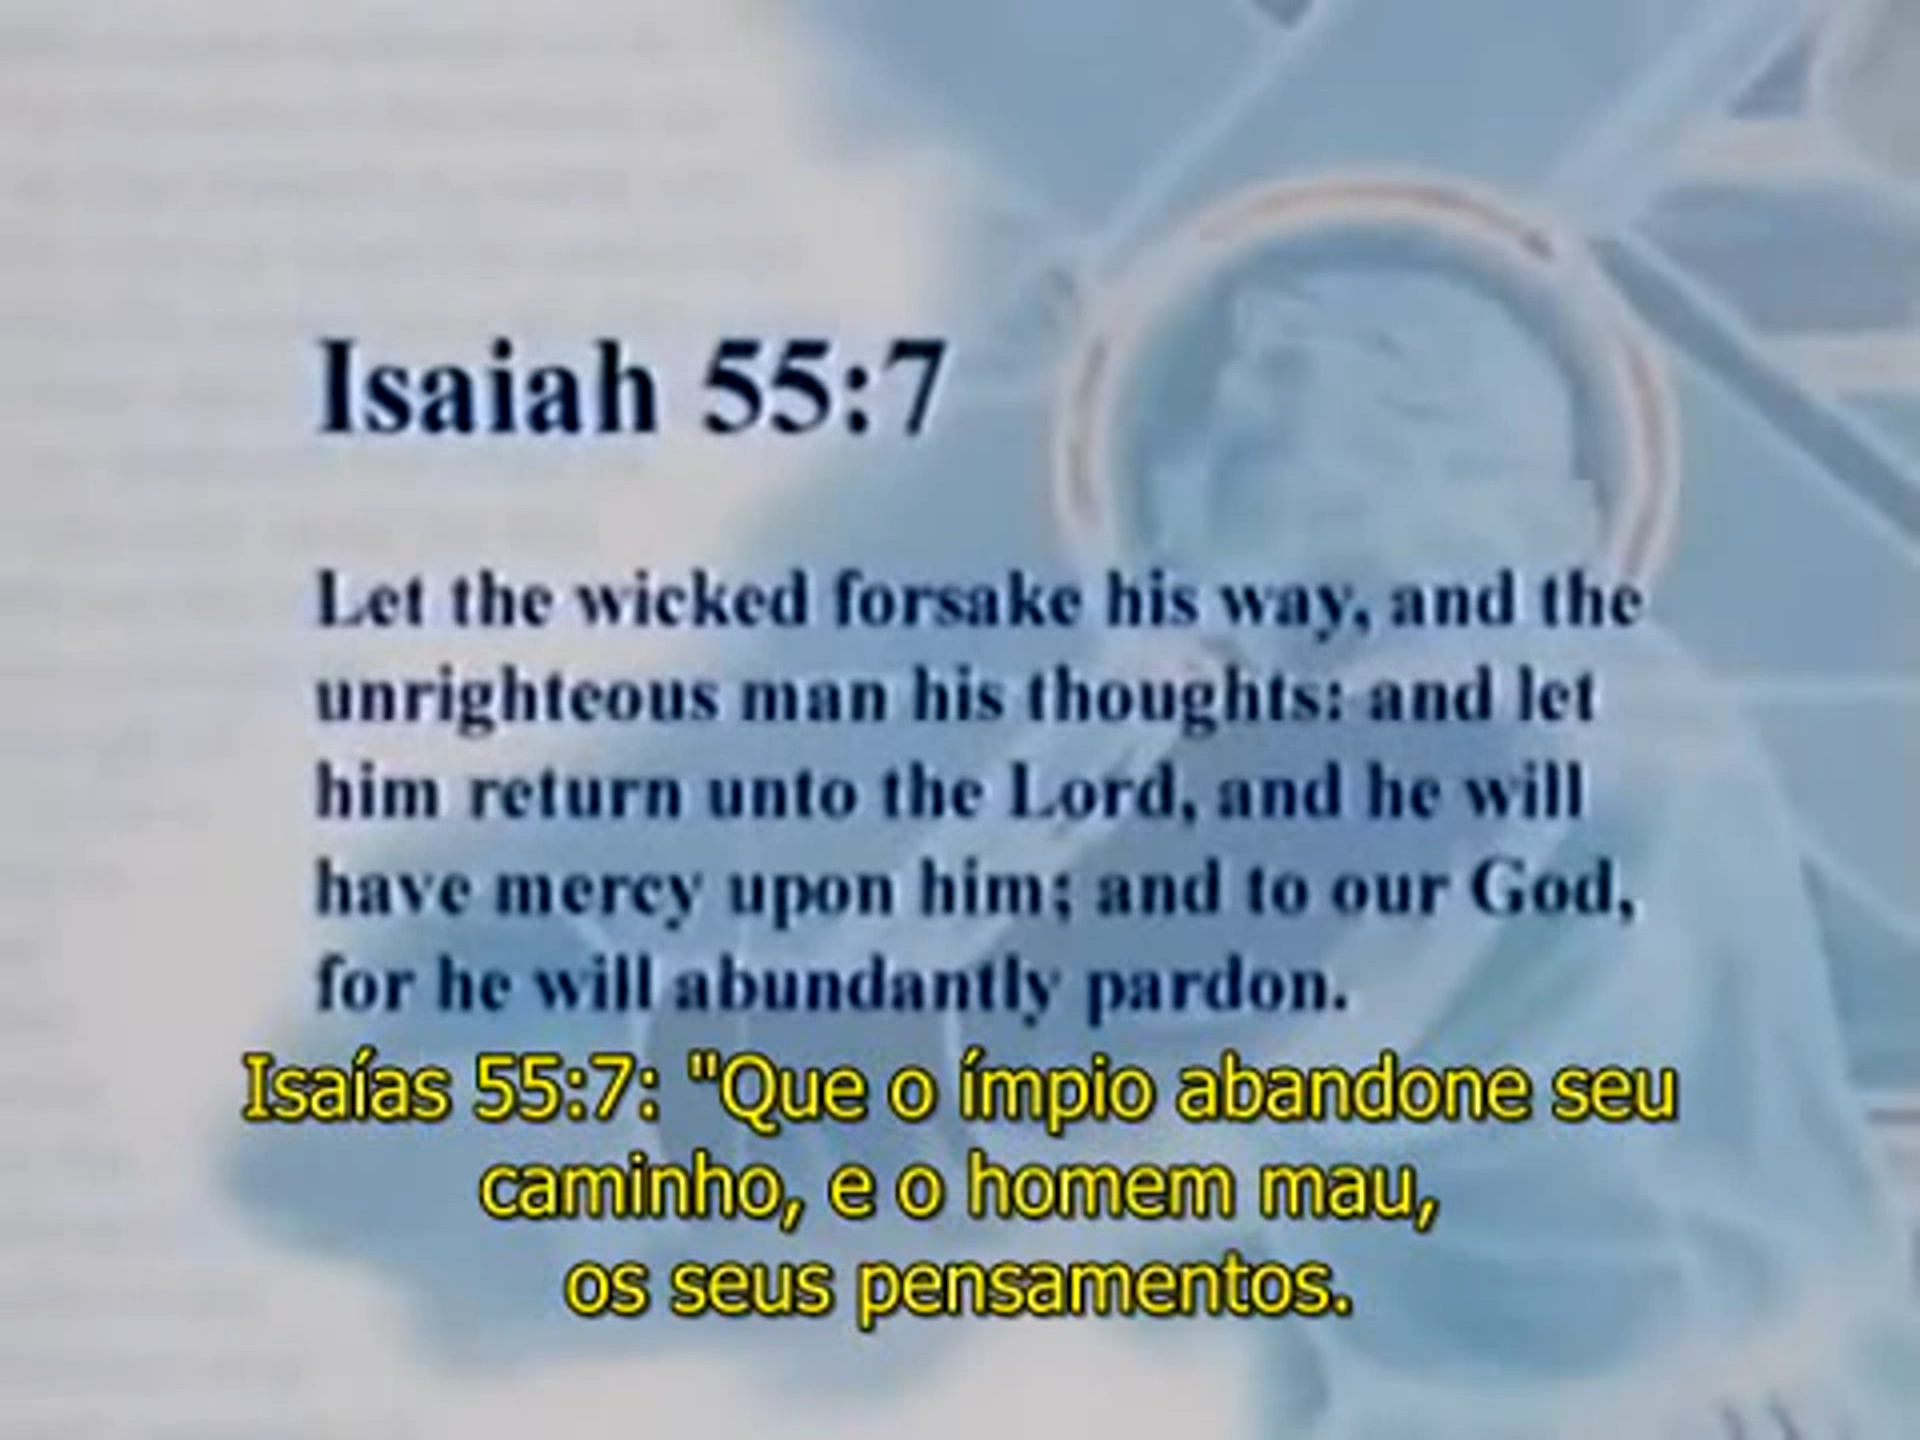 Isaiah 55:7
Let the wicked forsake his way, and the
unrighteous man his thoughts: and let
him return unto the Lord, and he will
have mercy upon him; and to our God,
for he will abundantly pardon.
Isaías 55:7: "Que o ímpio abandone seu
caminho, e o homem mau,
os seus pensamentos.